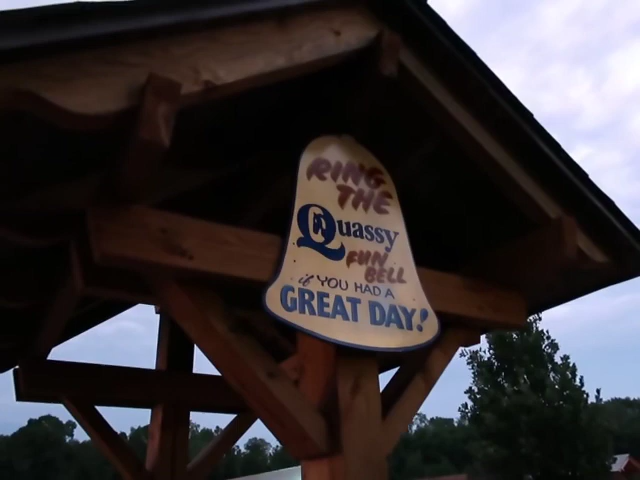 RING
THE
Quassy
FUN
BELL
if YOU HAD A
GREAT DAY!